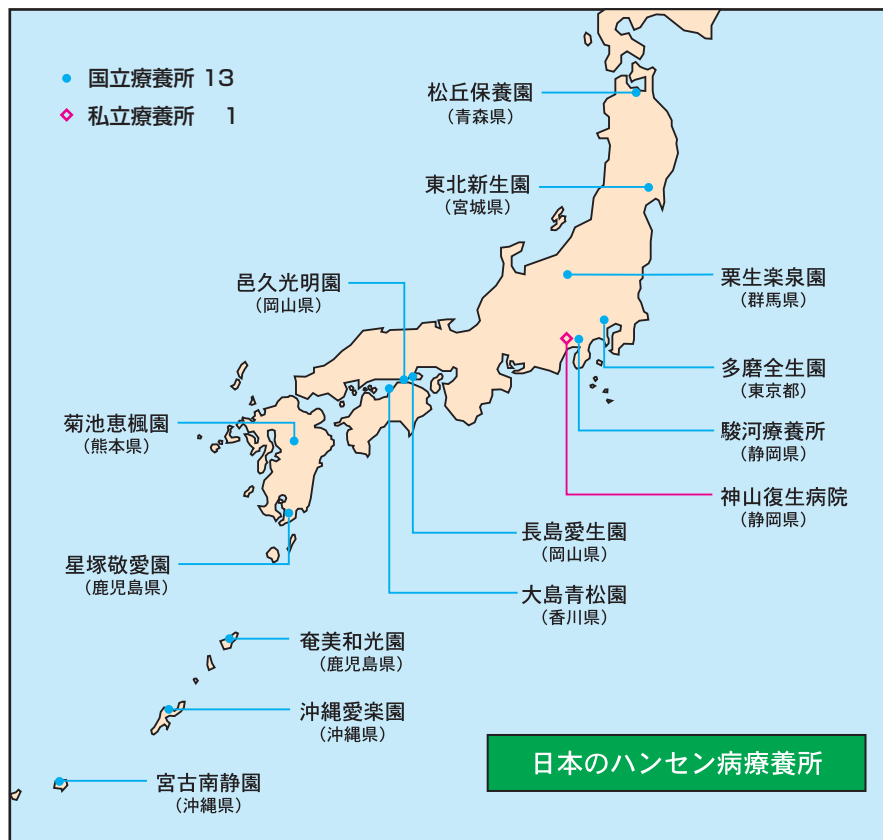 国立療養所 13
私立療養所 1
松丘保養園
（青森県）
東北新生園
（宮城県）
栗生楽泉園
（群馬県）
邑久光明園
（岡山県）
多磨全生園
（東京都）
菊池恵楓園
（熊本県）
駿河療養所
（静岡県）
神山復生病院
（静岡県）
長島愛生園
（岡山県）
星塚敬愛園
（鹿児島県）
大島青松園
（香川県）
奄美和光園
（鹿児島県）
沖縄愛楽園
（沖縄県）
宮古南静園
（沖縄県）
日本のハンセン病療養所